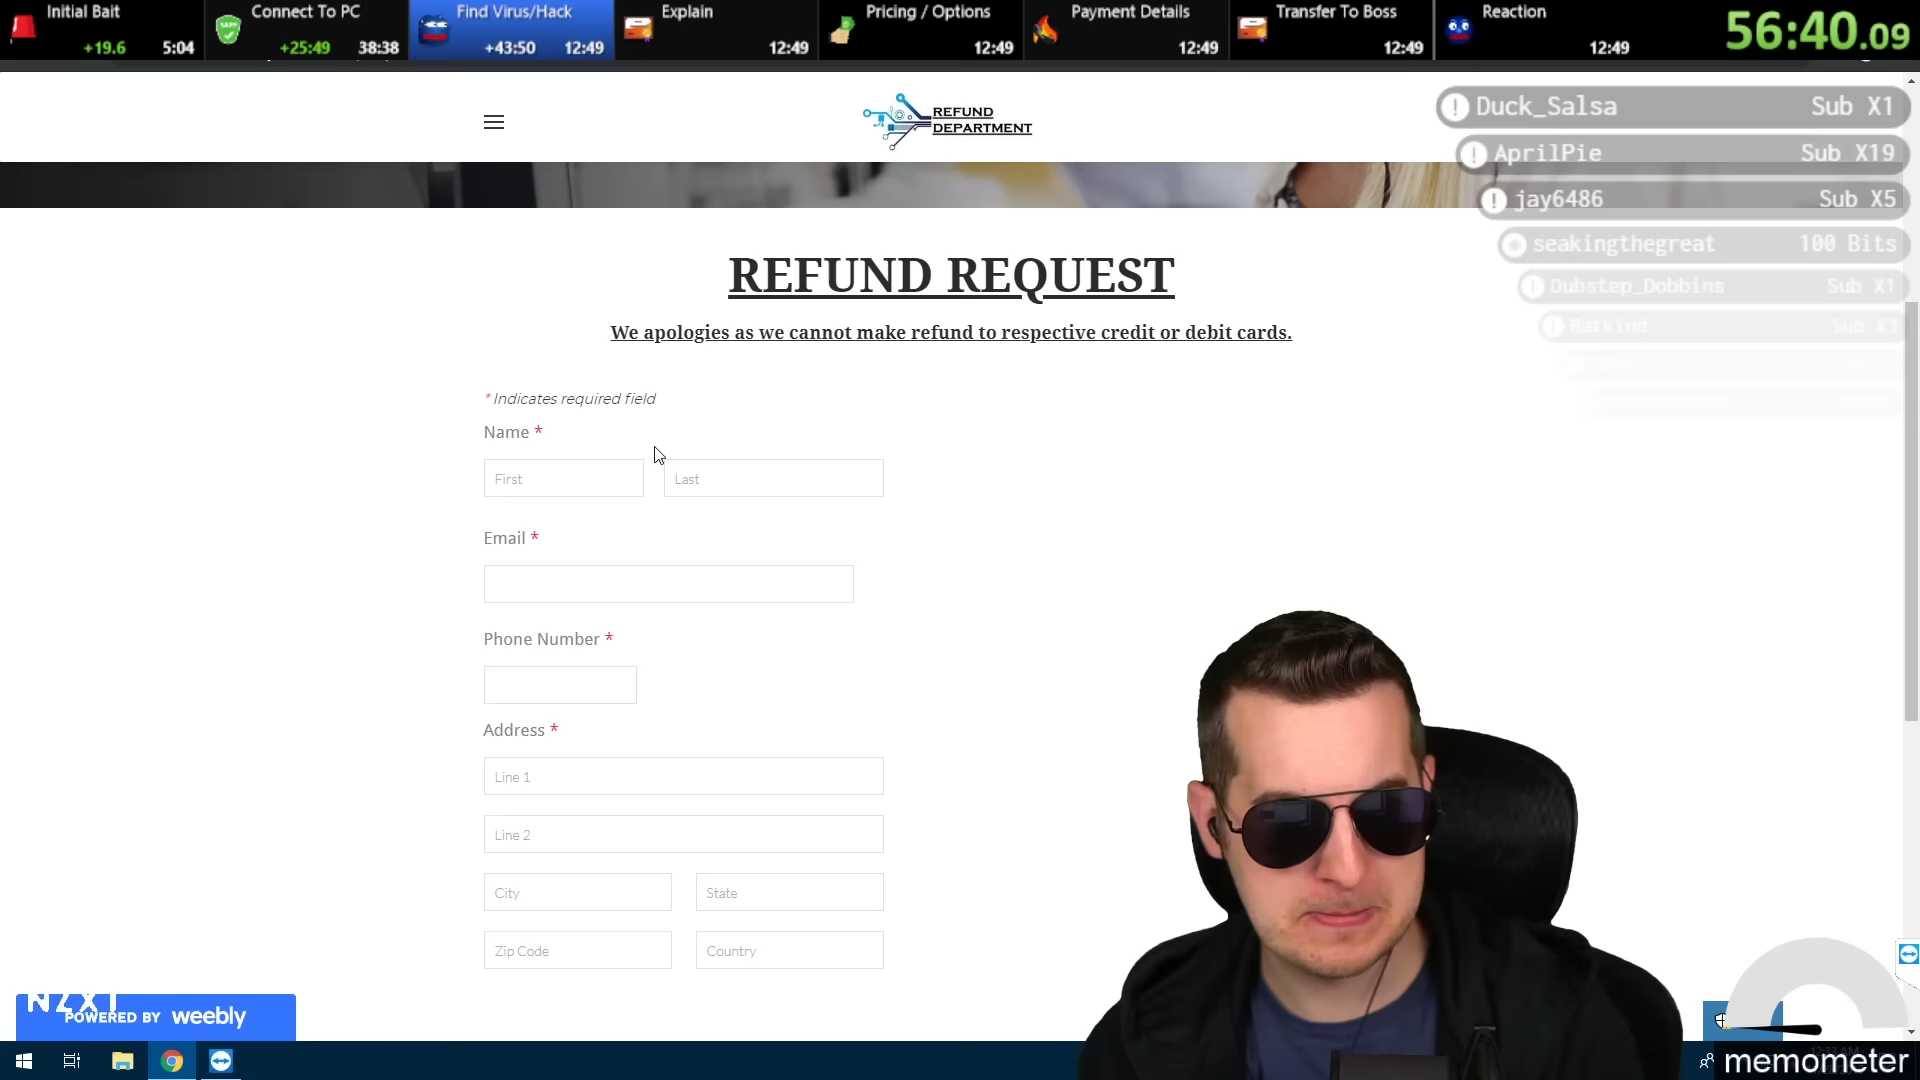 Initial Bait
+19.6 5:04
Connect To PC
+25:49 38:38
Find Virus/Hack
+43:50 12:49
Explain
12:49
Pricing / Options
12:49
Payment Details
12:49
Transfer To Boss
12:49
Reaction
12:49
56:40.09
REFUND
DEPARTMENT
Duck_Salsa Sub X1
AprilPie Sub X19
jay6486 Sub X5
seakingthegreat 100 Bits
Dubstep_Dobbins Sub X1
Ratkind Sub X3
REFUND REQUEST
We apologies as we cannot make refund to respective credit or debit cards.
* Indicates required field
Name *
First Last
Email *
Phone Number *
Address *
Line 1
Line 2
City State
Zip Code Country
NZXT
POWERED BY weebly
memometer